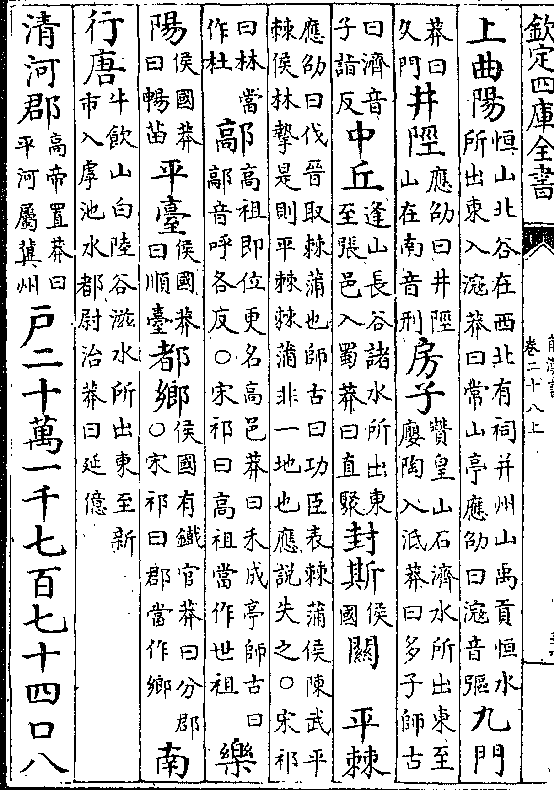 欽定四庫全書
卷二十八上
上曲陽恒山北谷在西北有祠并州山禹貢恒水所出東入滱莽曰常山亭應劭曰滱音彄九門
莽曰久門井陘應劭曰井陘山在南音刑房子贊皇山石濟水所出東至廮陶入泜莽曰多子師古
曰濟音子詣反中丘逢山長谷諸水所出東至張邑入蜀莽曰直聚封斯侯國關平棘
應劭曰伐晉取棘蒲也師古曰功臣表棘蒲侯陳武平棘侯林摯是則平棘棘蒲非一地也應說失之○宋祁
曰林當作杜鄗高祖即位更名高邑莽曰禾成亭師古曰鄗音呼各反○宋祁曰高祖當作世祖樂
陽侯國莽曰暢苗平臺侯國莽曰順臺都鄉侯國有鐵官莽曰分郡○宋祁曰郡當作鄉南
行唐牛飲山白陸谷滋水所出東至新市入虖池水都尉治莽曰延億
清河郡高帝置莽曰平河屬冀州戶二十萬一千七百七十四口八